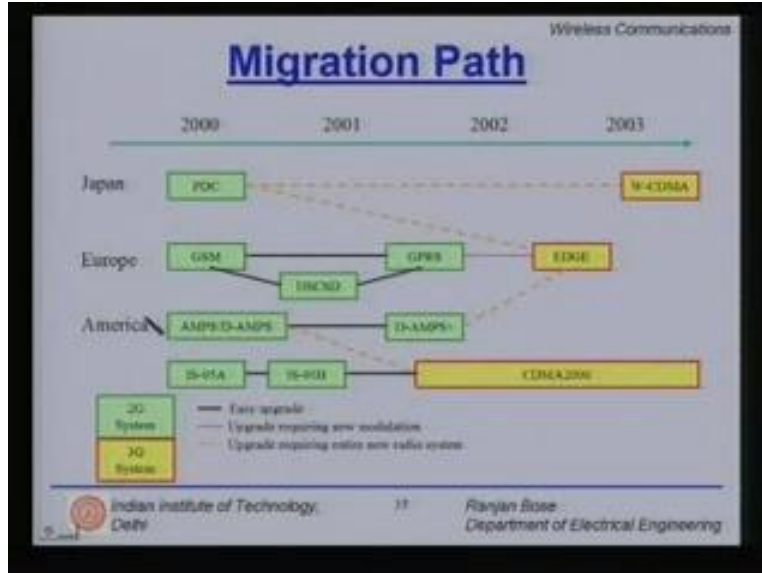 Wireless Communications
Migration Path
2000 2001 2002 2003
Japan PDC W-CDMA
Europe GSM GPRS EDGE
HSCSD
America AMPS/D-AMPS D-AMPS+
IS-95A IS-95B CDMA2000
2G
System
3G
System
Easy upgrade
Upgrade requiring new modulation
Upgrade requiring entire new radio system
Indian Institute of Technology,
Delhi
Ranjan Bose
Department of Electrical Engineering